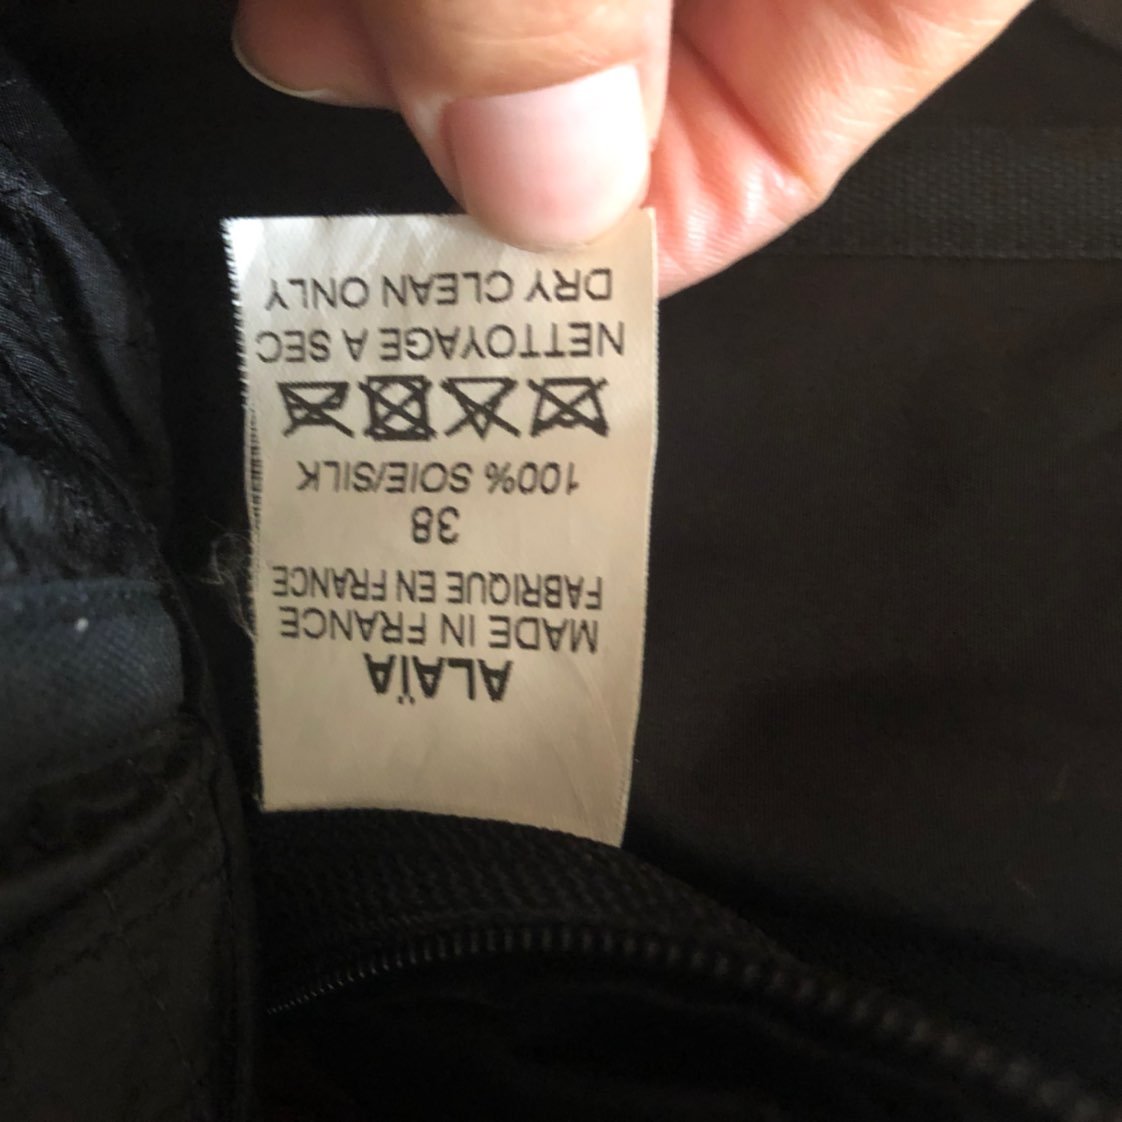 ALAÏA
MADE IN FRANCE
FABRIQUE EN FRANCE
38
100% SOIE/SILK
NETTOYAGE A SEC
DRY CLEAN ONLY